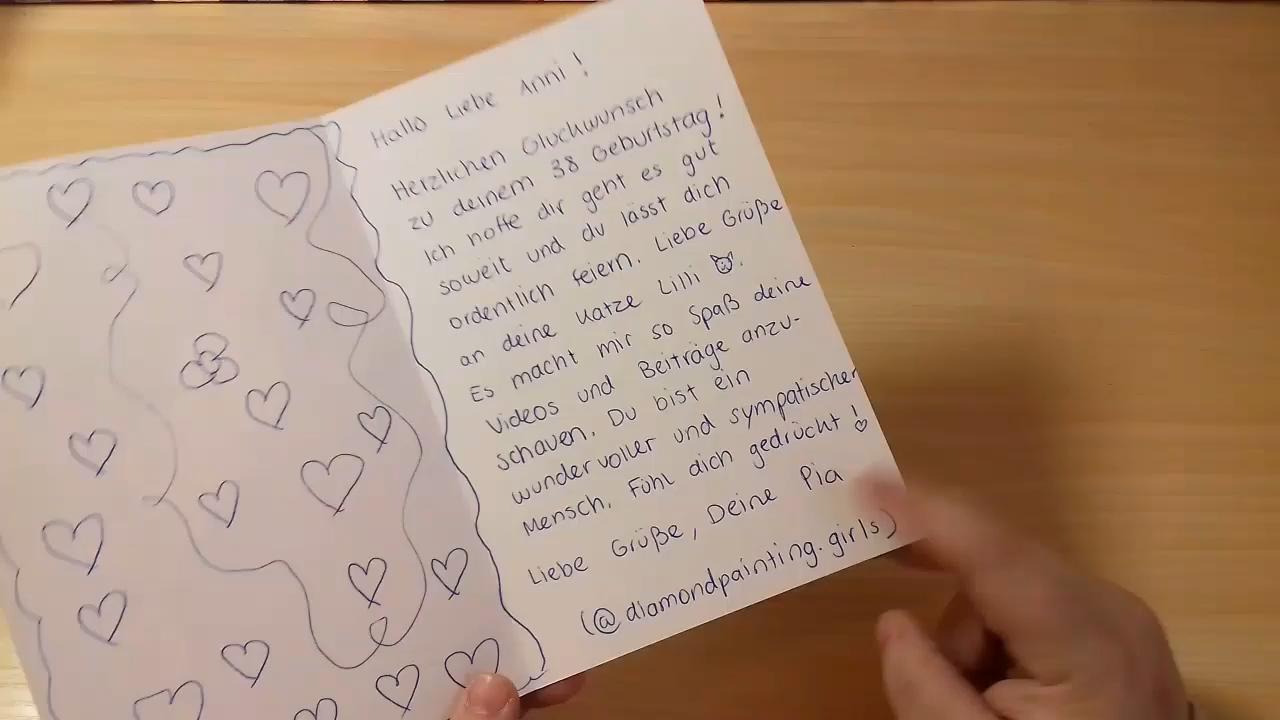 Hallo Liebe Anni!
Herzlichen Glückwunsch
zu deinem 38 Geburtstag!
Ich hoffe dir geht es gut
soweit und du lässt dich
ordentlich feiern. Liebe Grüße
an deine Katze Lilli.
Es macht mir so Spaß deine
Videos und Beiträge anzu-
schauen. Du bist ein
wundervoller und sympatischer
Mensch. Fühl dich gedrückt!
Liebe Grüße, Deine Pia
(@diamondpainting.girls)